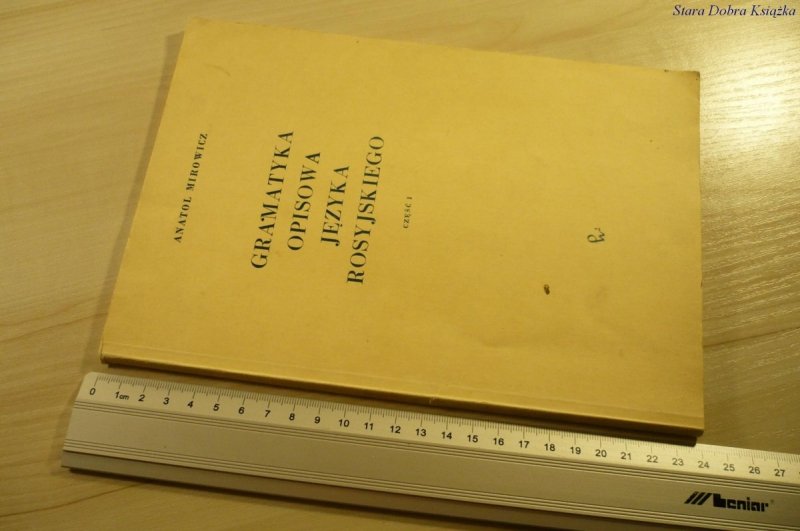 Stara Dobra Książka
ANATOL MIROWICZ
GRAMATYKA
OPISOWA
JĘZYKA
ROSYJSKIEGO
CZĘŚĆ I
0 1cm 2 3 4 5 6 7 8 9 10 11 12 13 14 15 16 17 18 19 20 21 22 23 24 25 26 27
leniar®